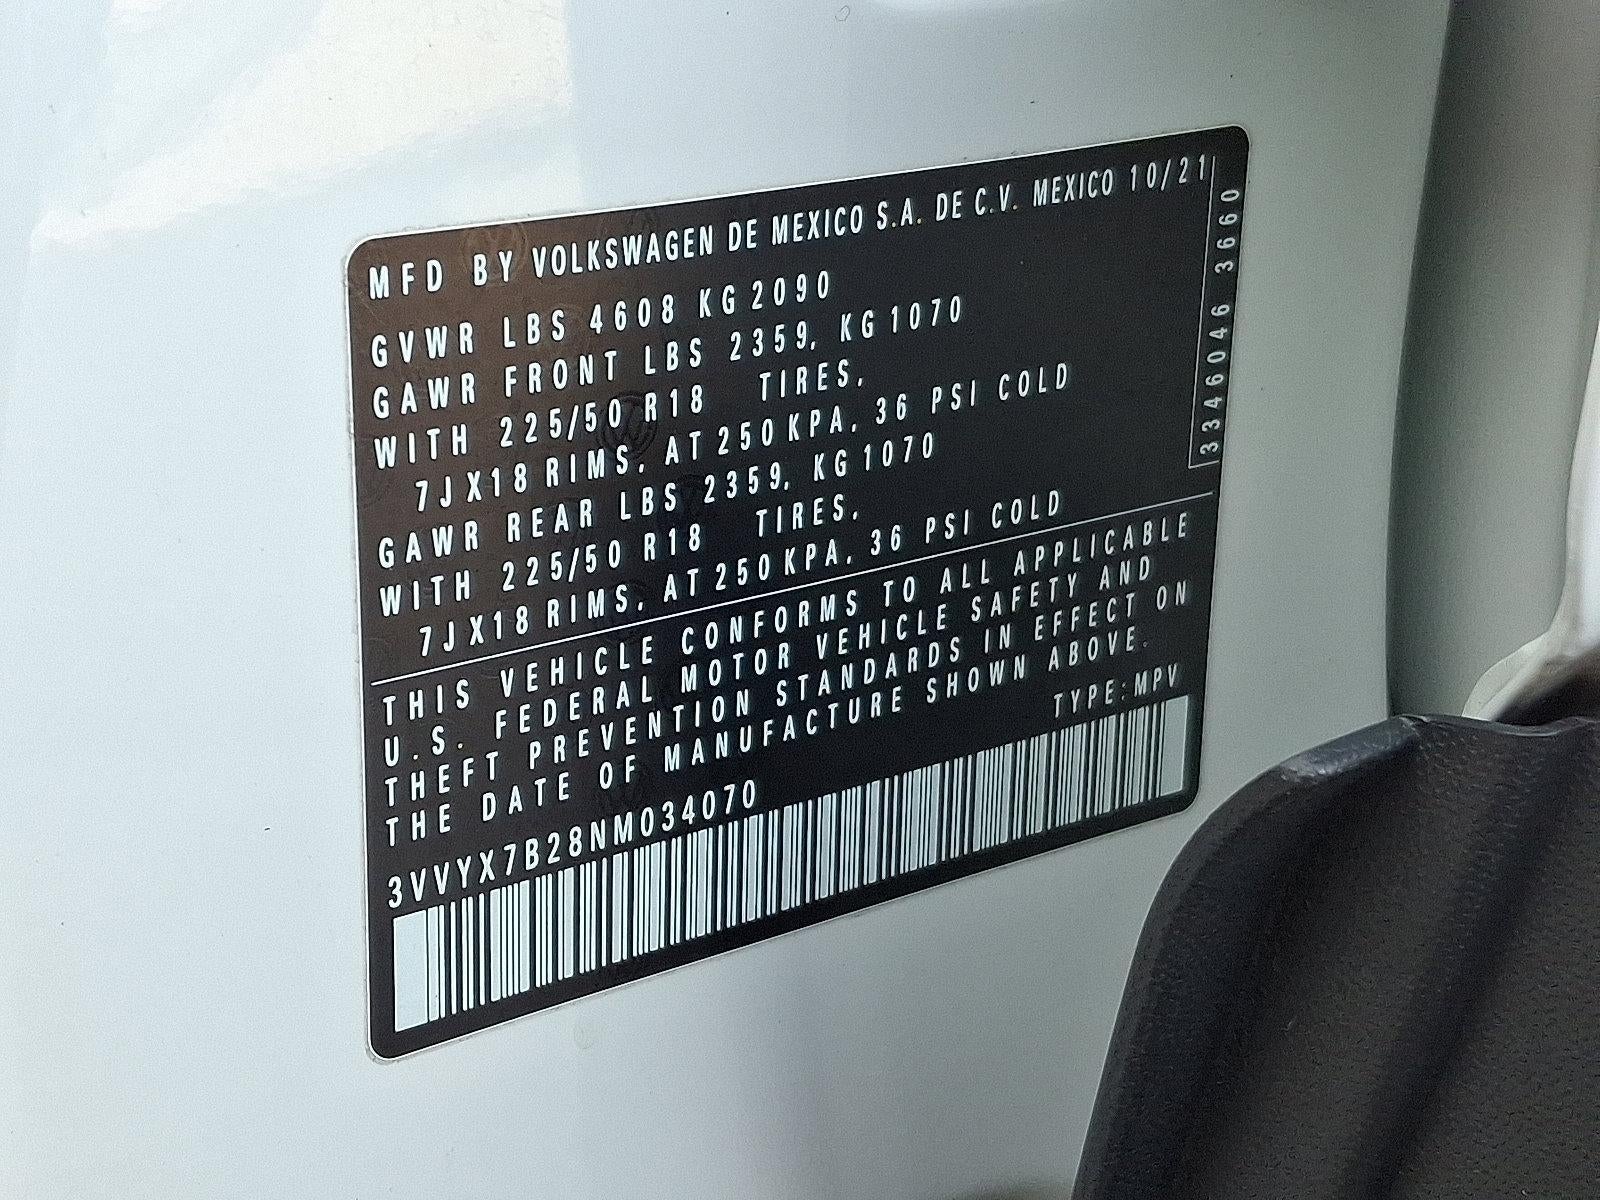 MFD BY VOLKSWAGEN DE MEXICO S.A. DE C.V. MEXICO 10/21
GVWR LBS 4608 KG 2090
GAWR FRONT LBS 2359, KG 1070
WITH 225/50 R18 TIRES,
7JX18 RIMS, AT 250 KPA, 36 PSI COLD
GAWR REAR LBS 2359, KG 1070
WITH 225/50 R18 TIRES,
7JX18 RIMS, AT 250 KPA, 36 PSI COLD
3346046 3660
THIS VEHICLE CONFORMS TO ALL APPLICABLE
U.S. FEDERAL MOTOR VEHICLE SAFETY AND
THEFT PREVENTION STANDARDS IN EFFECT ON
THE DATE OF MANUFACTURE SHOWN ABOVE.
TYPE: MPV
3VVYX7B28NM034070